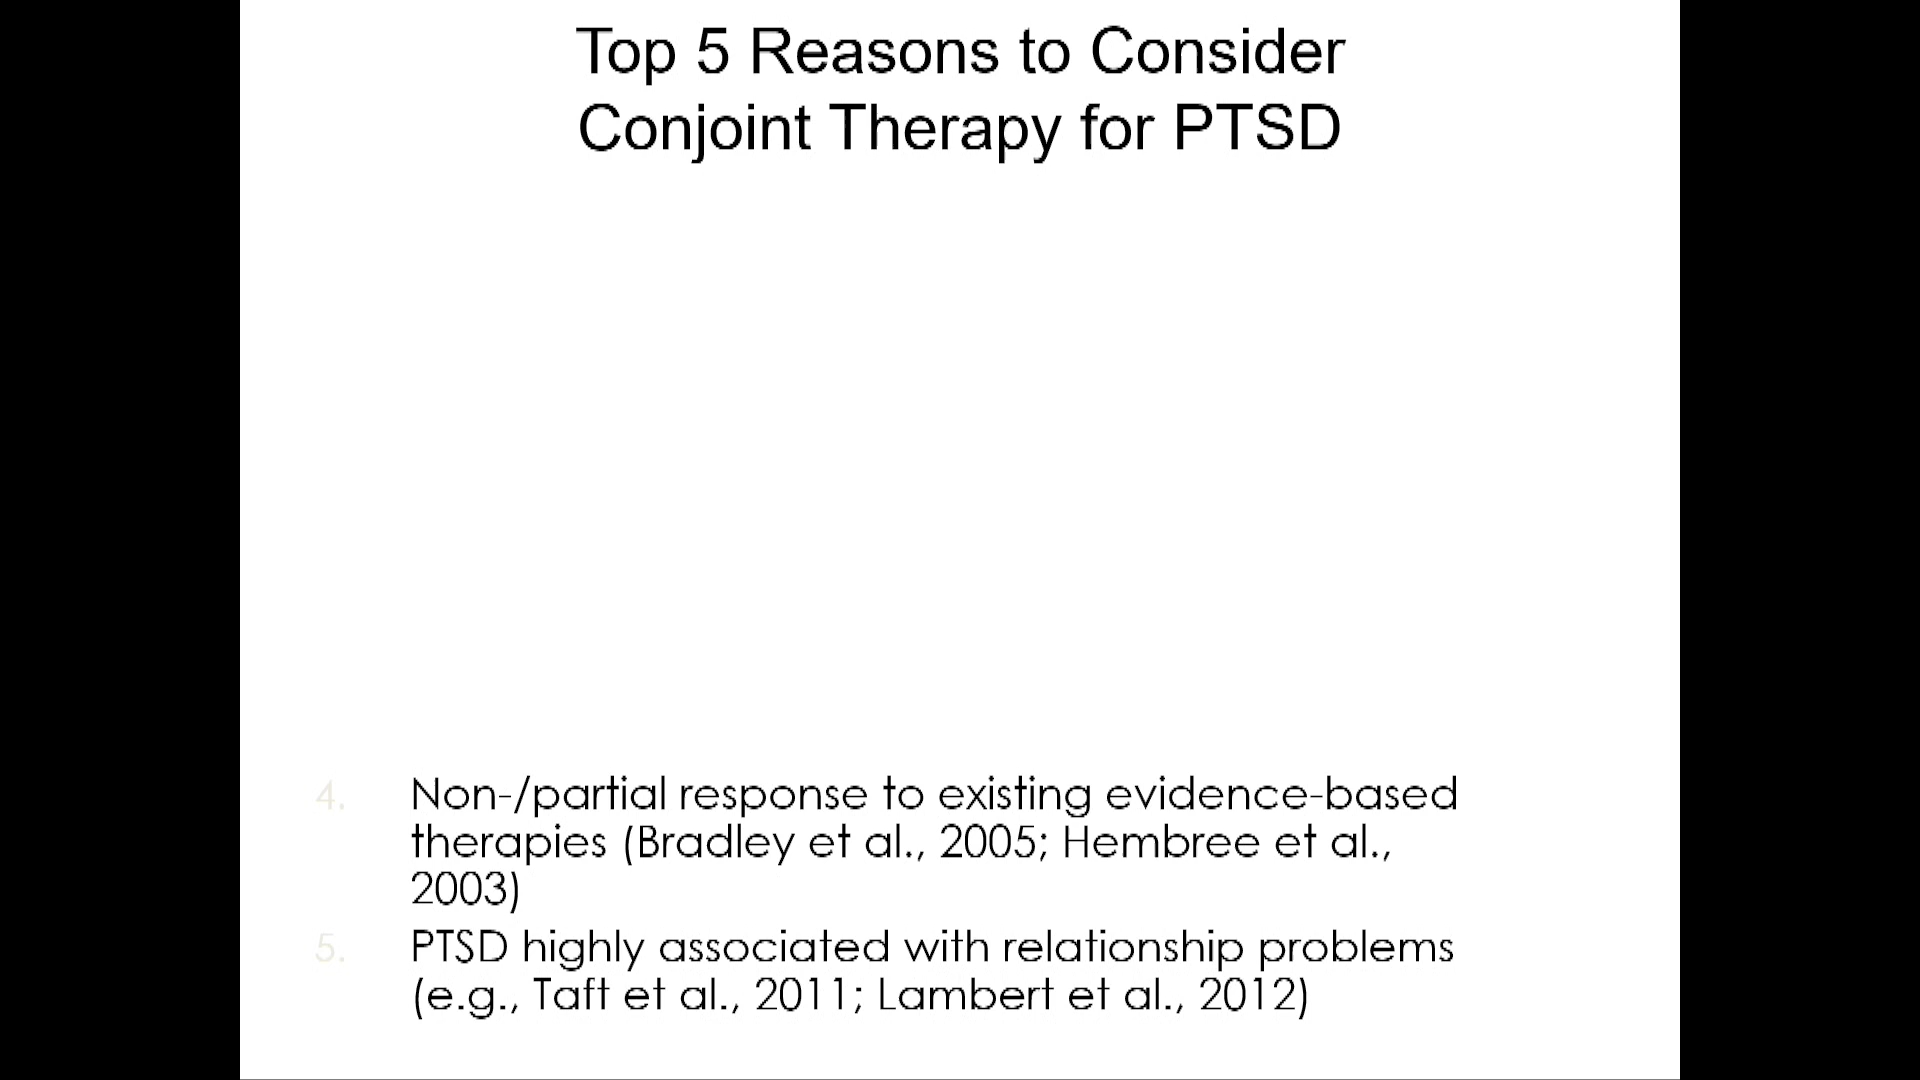 Top 5 Reasons to Consider
Conjoint Therapy for PTSD
4. Non-/partial response to existing evidence-based
therapies (Bradley et al., 2005; Hembree et al.,
2003)
5. PTSD highly associated with relationship problems
(e.g., Taft et al., 2011; Lambert et al., 2012)